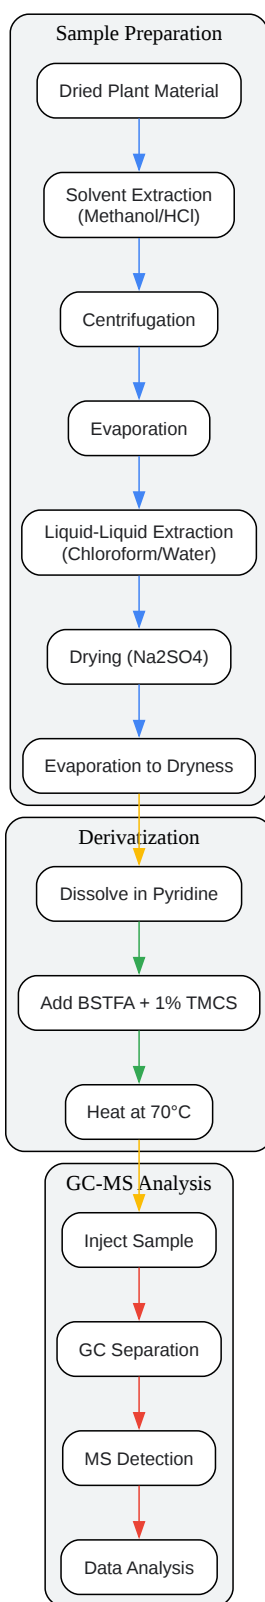 Sample Preparation
Dried Plant Material
Solvent Extraction
(Methanol/HCl)
Centrifugation
Evaporation
Liquid-Liquid Extraction
(Chloroform/Water)
Drying (Na2SO4)
Evaporation to Dryness
Derivatization
Dissolve in Pyridine
Add BSTFA + 1% TMCS
Heat at 70°C
GC-MS Analysis
Inject Sample
GC Separation
MS Detection
Data Analysis